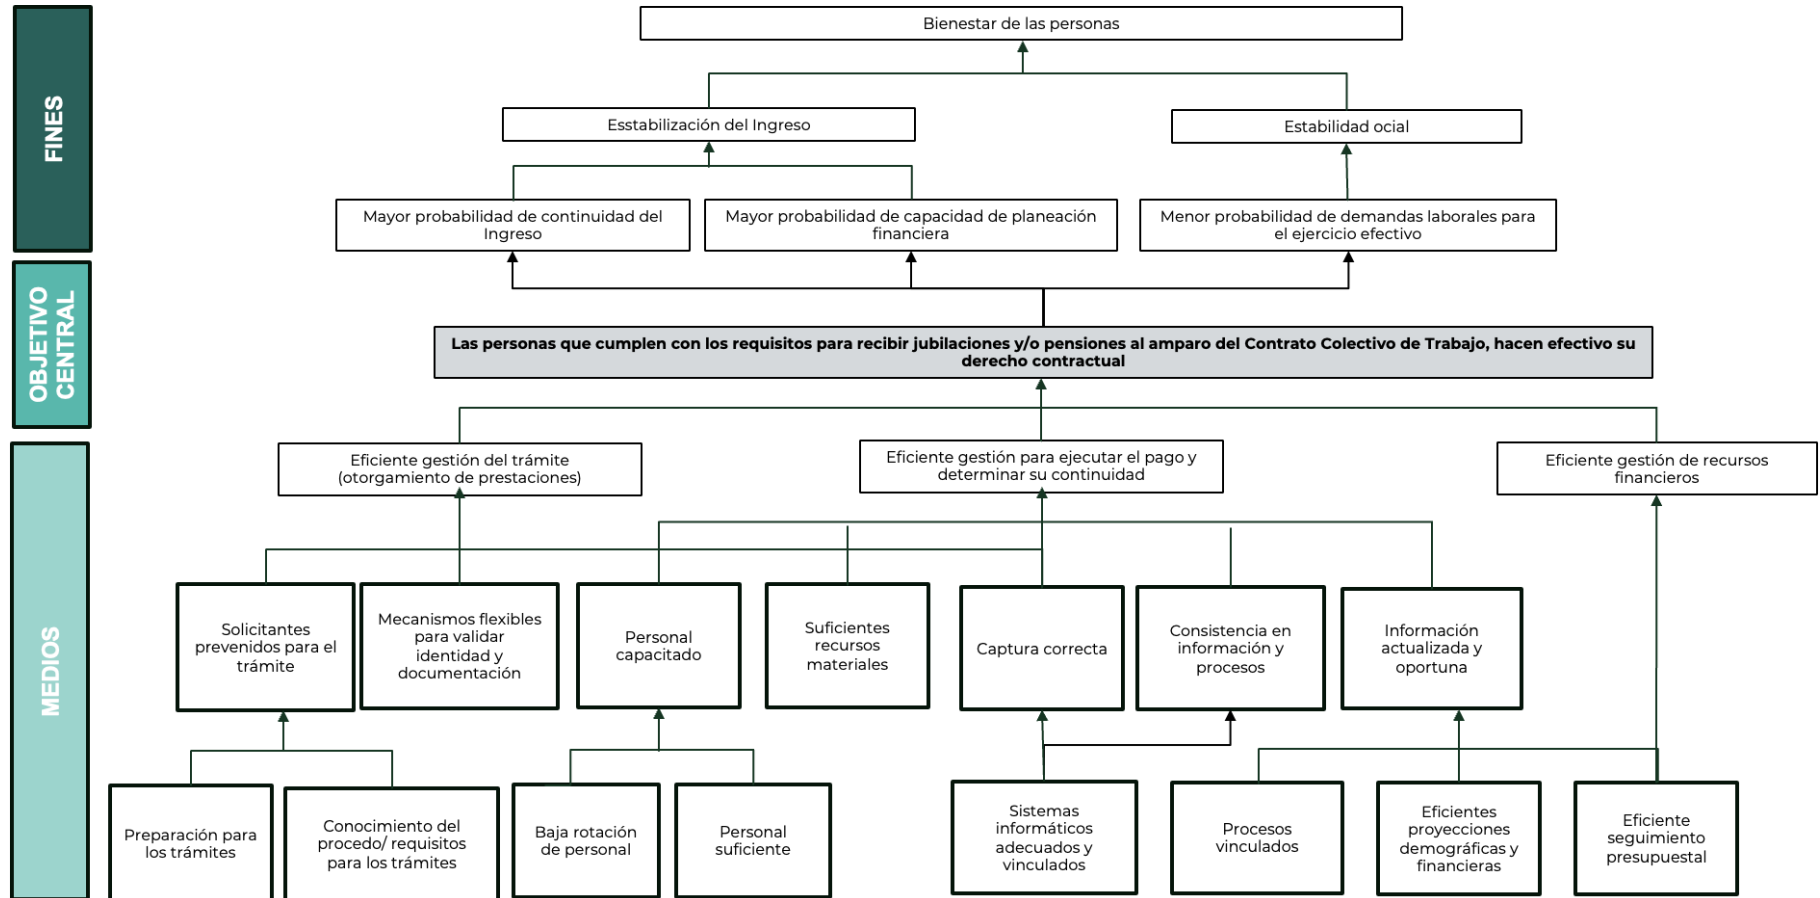 FINES
Bienestar de las personas
Esstabilización del Ingreso
Estabilidad ocial
Mayor probabilidad de continuidad del
Ingreso
Mayor probabilidad de capacidad de planeación
financiera
Menor probabilidad de demandas laborales para
el ejercicio efectivo
OBJETIVO
CENTRAL
Las personas que cumplen con los requisitos para recibir jubilaciones y/o pensiones al amparo del Contrato Colectivo de Trabajo, hacen efectivo su
derecho contractual
MEDIOS
Eficiente gestión del trámite
(otorgamiento de prestaciones)
Eficiente gestión para ejecutar el pago y
determinar su continuidad
Eficiente gestión de recursos
financieros
Solicitantes
prevenidos para el
trámite
Mecanismos flexibles
para validar
identidad y
documentación
Personal
capacitado
Suficientes
recursos
materiales
Captura correcta
Consistencia en
información y
procesos
Información
actualizada y
oportuna
Preparación para
los trámites
Conocimiento del
procedo/ requisitos
para los trámites
Baja rotación
de personal
Personal
suficiente
Sistemas
informáticos
adecuados y
vinculados
Procesos
vinculados
Eficientes
proyecciones
demográficas y
financieras
Eficiente
seguimiento
presupuestal